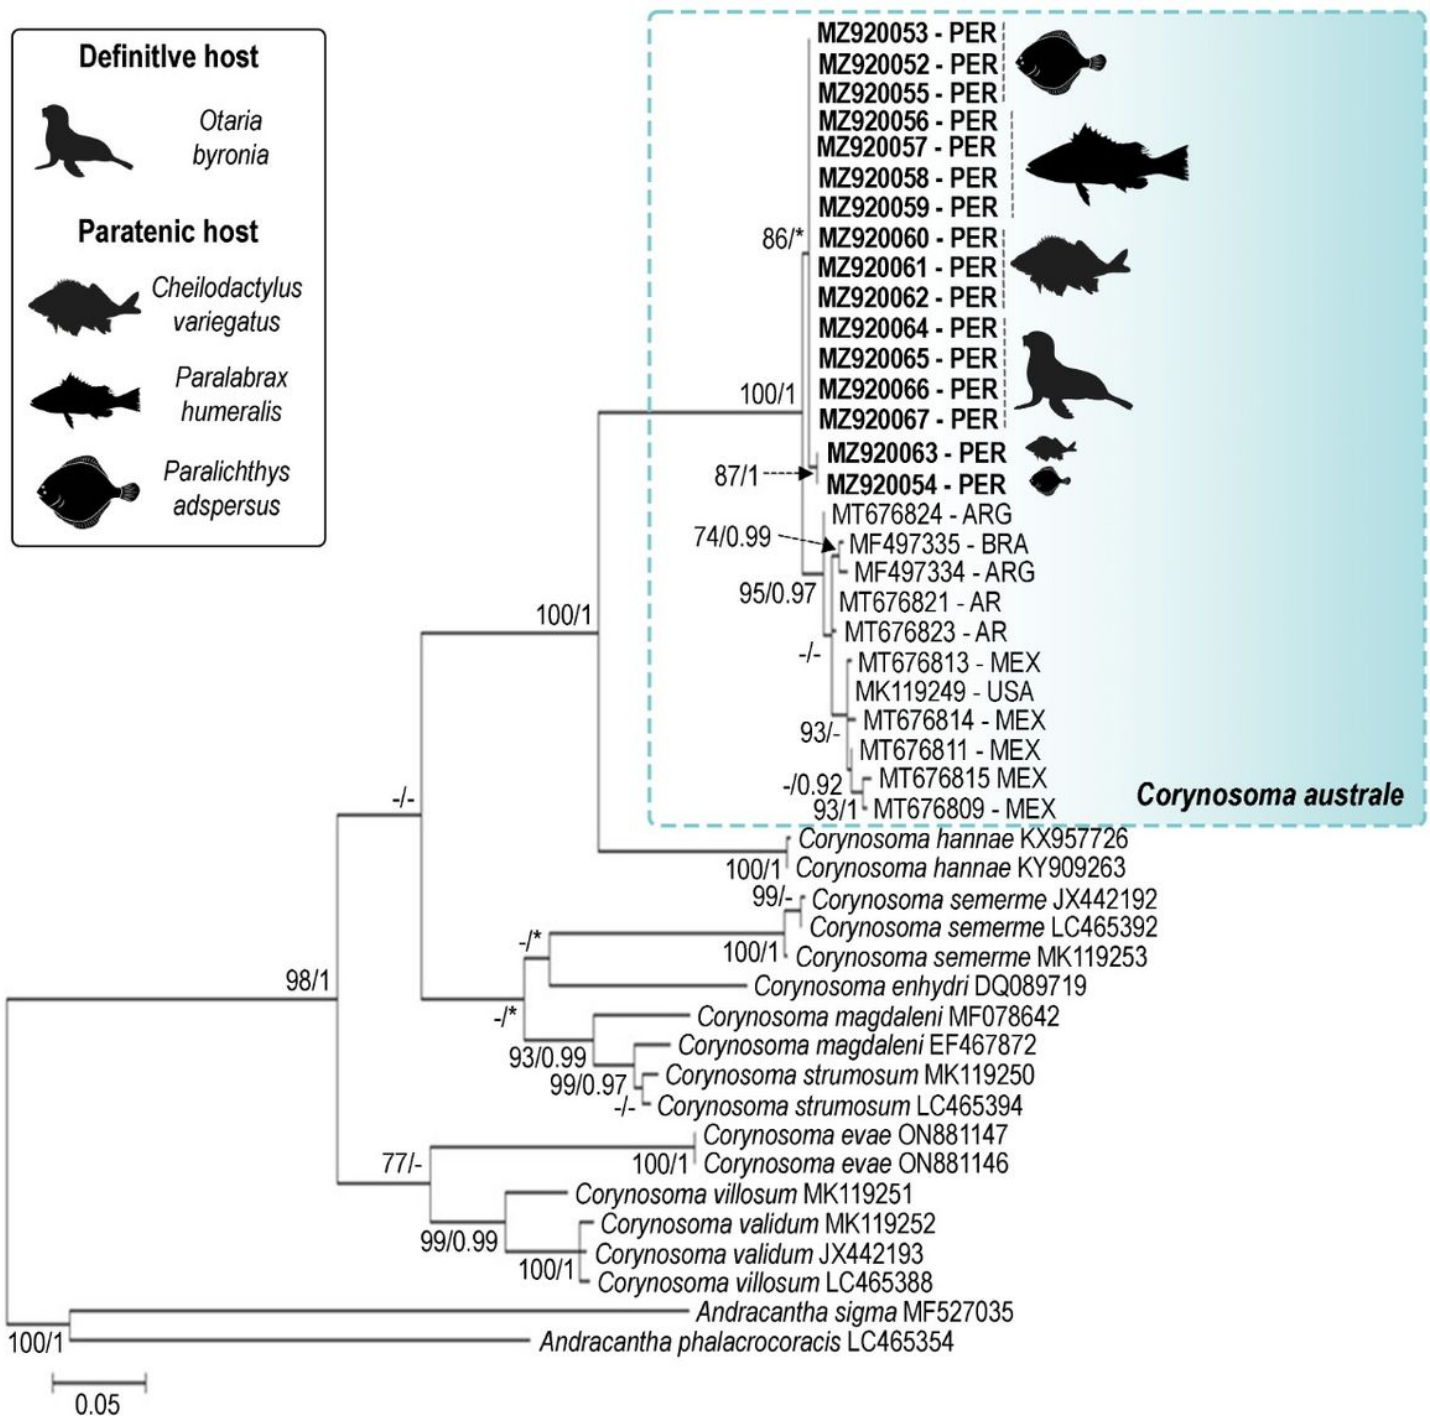 Definitlve host
Otaria
byronia
Paratenic host
Cheilodactylus
variegatus
Paralabrax
humeralis
Paralichthys
adspersus
MZ920053 - PER
MZ920052 - PER
MZ920055 - PER
MZ920056 - PER
MZ920057 - PER
MZ920058 - PER
MZ920059 - PER
86/*
MZ920060 - PER
MZ920061 - PER
MZ920062 - PER
MZ920064 - PER
MZ920065 - PER
100/1
MZ920066 - PER
MZ920067 - PER
MZ920063 - PER
87/1
MZ920054 - PER
MT676824 - ARG
74/0.99
MF497335 - BRA
MF497334 - ARG
95/0.97
MT676821 - AR
100/1
MT676823 - AR
-/-
MT676813 - MEX
MK119249 - USA
MT676814 - MEX
93/-
MT676811 - MEX
MT676815 MEX
-/0.92
Corynosoma australe
93/1
MT676809 - MEX
-/-
Corynosoma hannae KX957726
100/1
Corynosoma hannae KY909263
99/-
Corynosoma semerme JX442192
Corynosoma semerme LC465392
-/*
100/1
Corynosoma semerme MK119253
98/1
Corynosoma enhydri DQ089719
-/*
Corynosoma magdaleni MF078642
Corynosoma magdaleni EF467872
93/0.99
Corynosoma strumosum MK119250
99/0.97
-/-
Corynosoma strumosum LC465394
Corynosoma evae ON881147
77/-
100/1
Corynosoma evae ON881146
Corynosoma villosum MK119251
Corynosoma validum MK119252
99/0.99
Corynosoma validum JX442193
100/1
Corynosoma villosum LC465388
Andracantha sigma MF527035
100/1
Andracantha phalacrocoracis LC465354
0.05